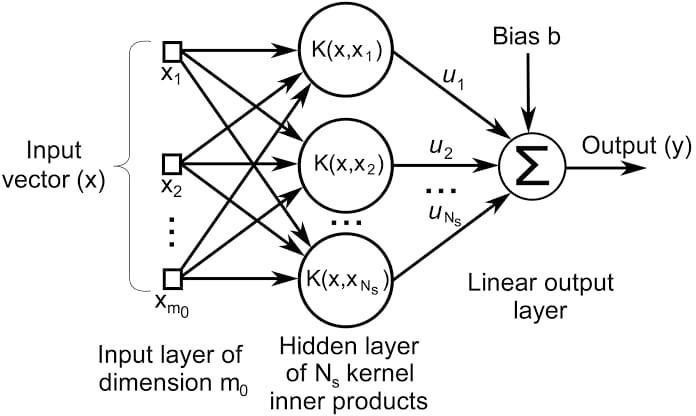 Bias b
K(x,x₁)
x₁
u₁
Input
vector (x)
K(x,x₂)
x₂
u₂
...
Σ
Output (y)
...
...
uNₛ
K(x,xNₛ)
xm₀
Linear output
layer
Input layer of
dimension m₀
Hidden layer
of Nₛ kernel
inner products